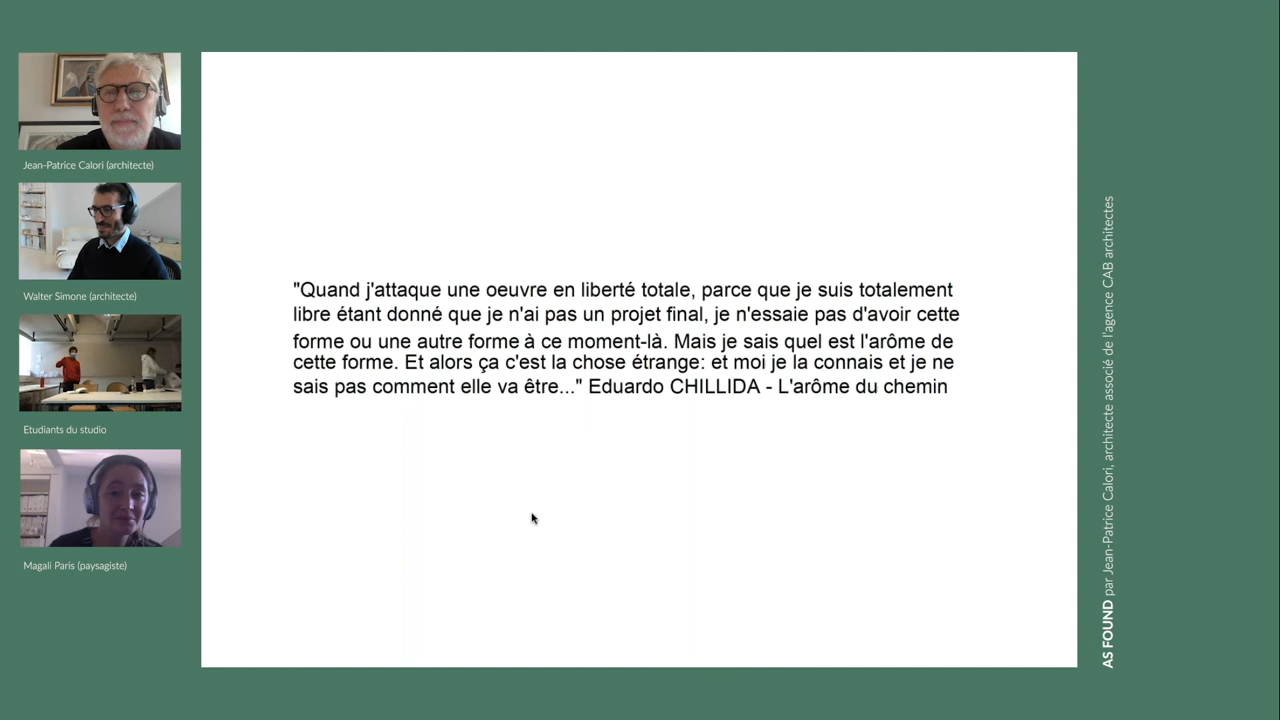 Jean-Patrice Calori (architecte)
Walter Simone (architecte)
Etudiants du studio
Magali Paris (paysagiste)
"Quand j'attaque une oeuvre en liberté totale, parce que je suis totalement
libre étant donné que je n'ai pas un projet final, je n'essaie pas d'avoir cette
forme ou une autre forme à ce moment-là. Mais je sais quel est l'arôme de
cette forme. Et alors ça c'est la chose étrange: et moi je la connais et je ne
sais pas comment elle va être..." Eduardo CHILLIDA - L'arôme du chemin
AS FOUND par Jean-Patrice Calori, architecte associé de l'agence CAB architectes